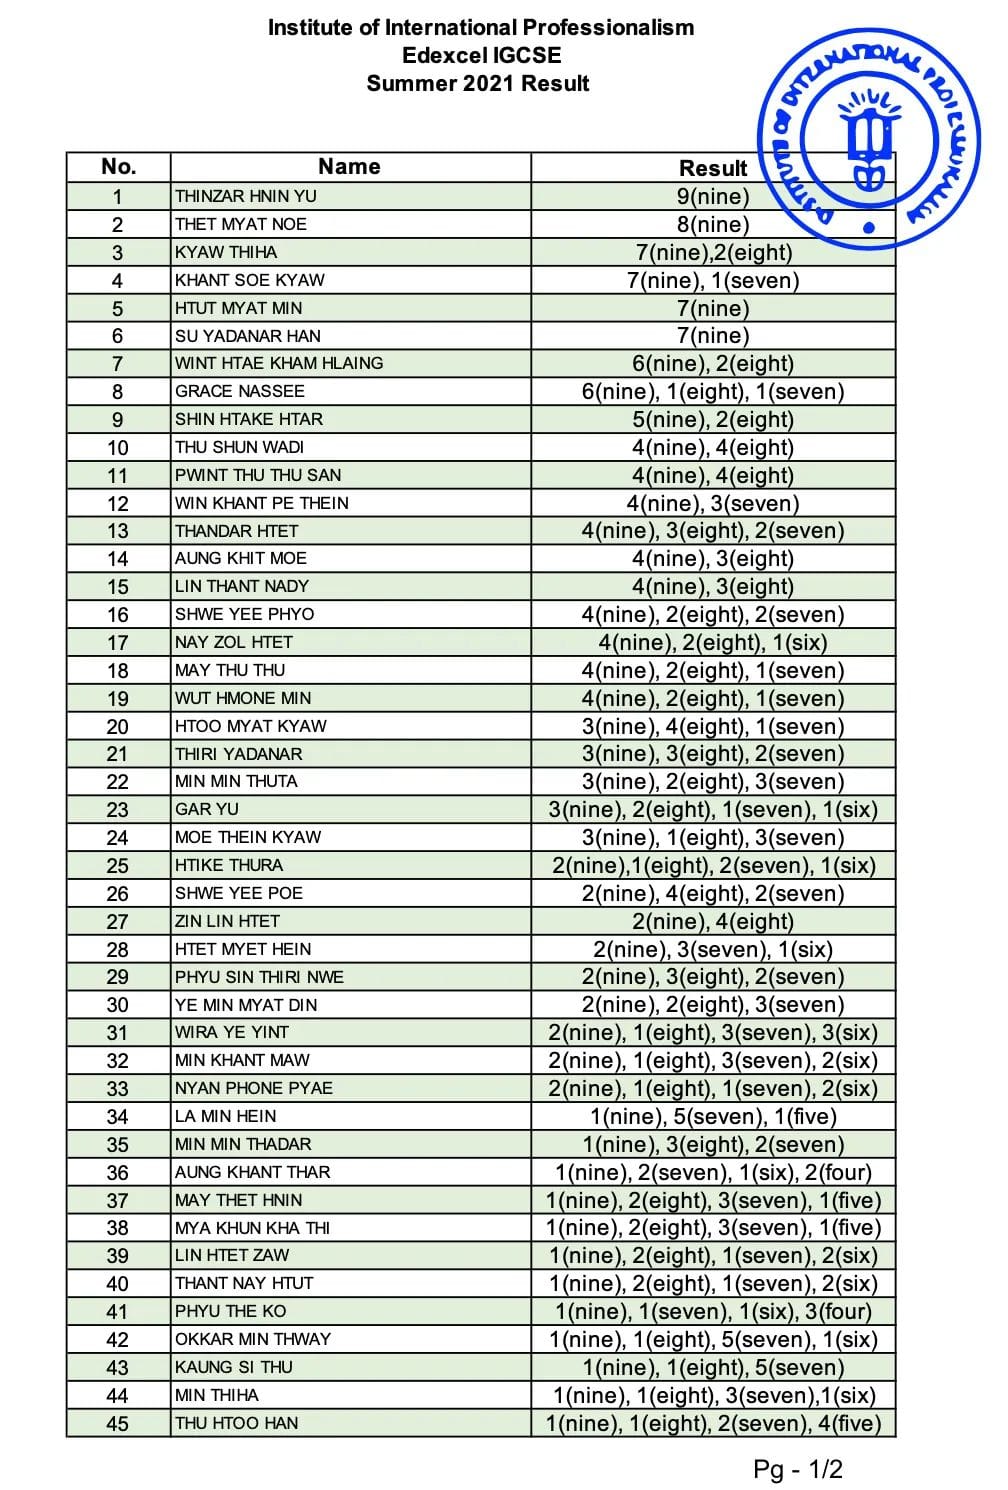 Institute of International Professionalism
Edexcel IGCSE
Summer 2021 Result
No. Name Result
1 THINZAR HNIN YU 9(nine)
2 THET MYAT NOE 8(nine)
3 KYAW THIHA 7(nine),2(eight)
4 KHANT SOE KYAW 7(nine), 1(seven)
5 HTUT MYAT MIN 7(nine)
6 SU YADANAR HAN 7(nine)
7 WINT HTAE KHAM HLAING 6(nine), 2(eight)
8 GRACE NASSEE 6(nine), 1(eight), 1(seven)
9 SHIN HTAKE HTAR 5(nine), 2(eight)
10 THU SHUN WADI 4(nine), 4(eight)
11 PWINT THU THU SAN 4(nine), 4(eight)
12 WIN KHANT PE THEIN 4(nine), 3(seven)
13 THANDAR HTET 4(nine), 3(eight), 2(seven)
14 AUNG KHIT MOE 4(nine), 3(eight)
15 LIN THANT NADY 4(nine), 3(eight)
16 SHWE YEE PHYO 4(nine), 2(eight), 2(seven)
17 NAY ZOL HTET 4(nine), 2(eight), 1(six)
18 MAY THU THU 4(nine), 2(eight), 1(seven)
19 WUT HMONE MIN 4(nine), 2(eight), 1(seven)
20 HTOO MYAT KYAW 3(nine), 4(eight), 1(seven)
21 THIRI YADANAR 3(nine), 3(eight), 2(seven)
22 MIN MIN THUTA 3(nine), 2(eight), 3(seven)
23 GAR YU 3(nine), 2(eight), 1(seven), 1(six)
24 MOE THEIN KYAW 3(nine), 1(eight), 3(seven)
25 HTIKE THURA 2(nine),1(eight), 2(seven), 1(six)
26 SHWE YEE POE 2(nine), 4(eight), 2(seven)
27 ZIN LIN HTET 2(nine), 4(eight)
28 HTET MYET HEIN 2(nine), 3(seven), 1(six)
29 PHYU SIN THIRI NWE 2(nine), 3(eight), 2(seven)
30 YE MIN MYAT DIN 2(nine), 2(eight), 3(seven)
31 WIRA YE YINT 2(nine), 1(eight), 3(seven), 3(six)
32 MIN KHANT MAW 2(nine), 1(eight), 3(seven), 2(six)
33 NYAN PHONE PYAE 2(nine), 1(eight), 1(seven), 2(six)
34 LA MIN HEIN 1(nine), 5(seven), 1(five)
35 MIN MIN THADAR 1(nine), 3(eight), 2(seven)
36 AUNG KHANT THAR 1(nine), 2(seven), 1(six), 2(four)
37 MAY THET HNIN 1(nine), 2(eight), 3(seven), 1(five)
38 MYA KHUN KHA THI 1(nine), 2(eight), 3(seven), 1(five)
39 LIN HTET ZAW 1(nine), 2(eight), 1(seven), 2(six)
40 THANT NAY HTUT 1(nine), 2(eight), 1(seven), 2(six)
41 PHYU THE KO 1(nine), 1(seven), 1(six), 3(four)
42 OKKAR MIN THWAY 1(nine), 1(eight), 5(seven), 1(six)
43 KAUNG SI THU 1(nine), 1(eight), 5(seven)
44 MIN THIHA 1(nine), 1(eight), 3(seven),1(six)
45 THU HTOO HAN 1(nine), 1(eight), 2(seven), 4(five)
Pg - 1/2